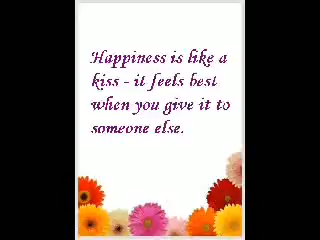 Happiness is like a
kiss - it feels best
when you give it to
someone else.